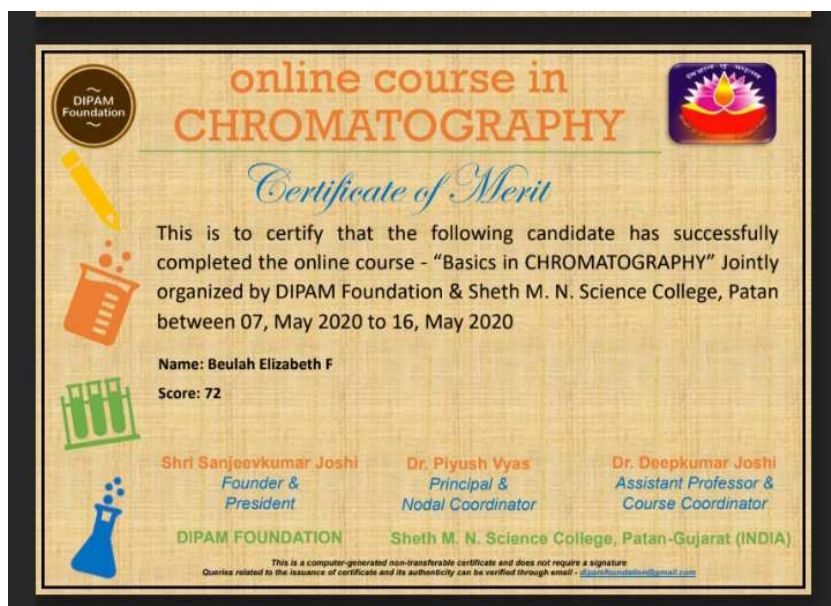 DIPAM
Foundation
online course in
CHROMATOGRAPHY
Certificate of Merit
This is to certify that the following candidate has successfully
completed the online course - “Basics in CHROMATOGRAPHY” Jointly
organized by DIPAM Foundation & Sheth M. N. Science College, Patan
between 07, May 2020 to 16, May 2020
Name: Beulah Elizabeth F
Score: 72
Shri Sanjeevkumar Joshi Dr. Piyush Vyas Dr. Deepkumar Joshi
Founder & Principal & Assistant Professor &
President Nodal Coordinator Course Coordinator
DIPAM FOUNDATION Sheth M. N. Science College, Patan-Gujarat (INDIA)
This is a computer-generated non-transferable certificate and does not require a signature
Queries related to the issuance of certificate and its authenticity can be verified through email - dipamfoundation@gmail.com